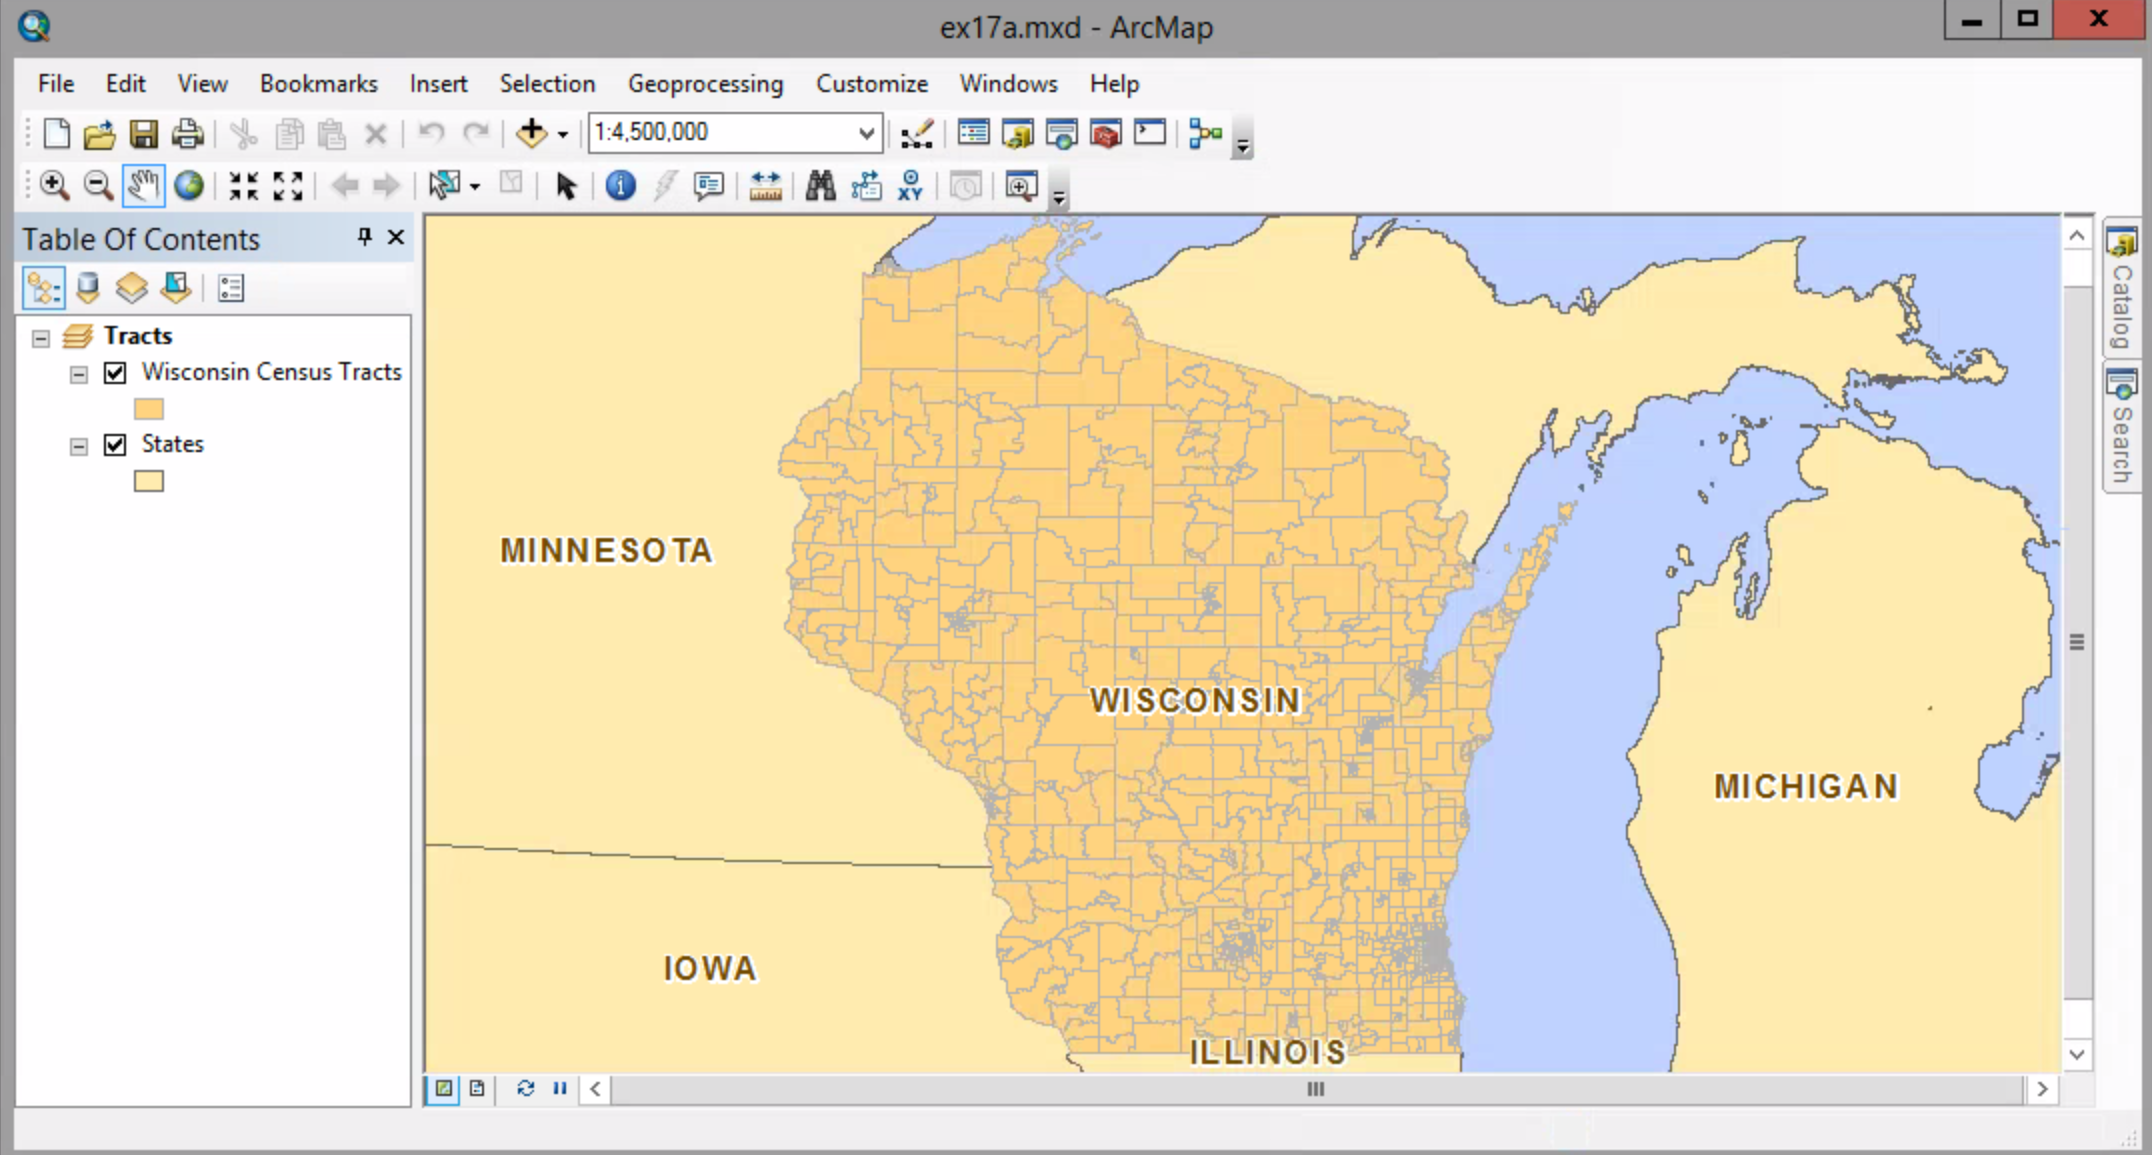 ex17a.mxd - ArcMap
File Edit View Bookmarks Insert Selection Geoprocessing Customize Windows Help
1:4,500,000
XY
Table Of Contents
Tracts
Wisconsin Census Tracts
States
MINNESOTA
WISCONSIN
MICHIGAN
IOWA
ILLINOIS
Catalog
Search